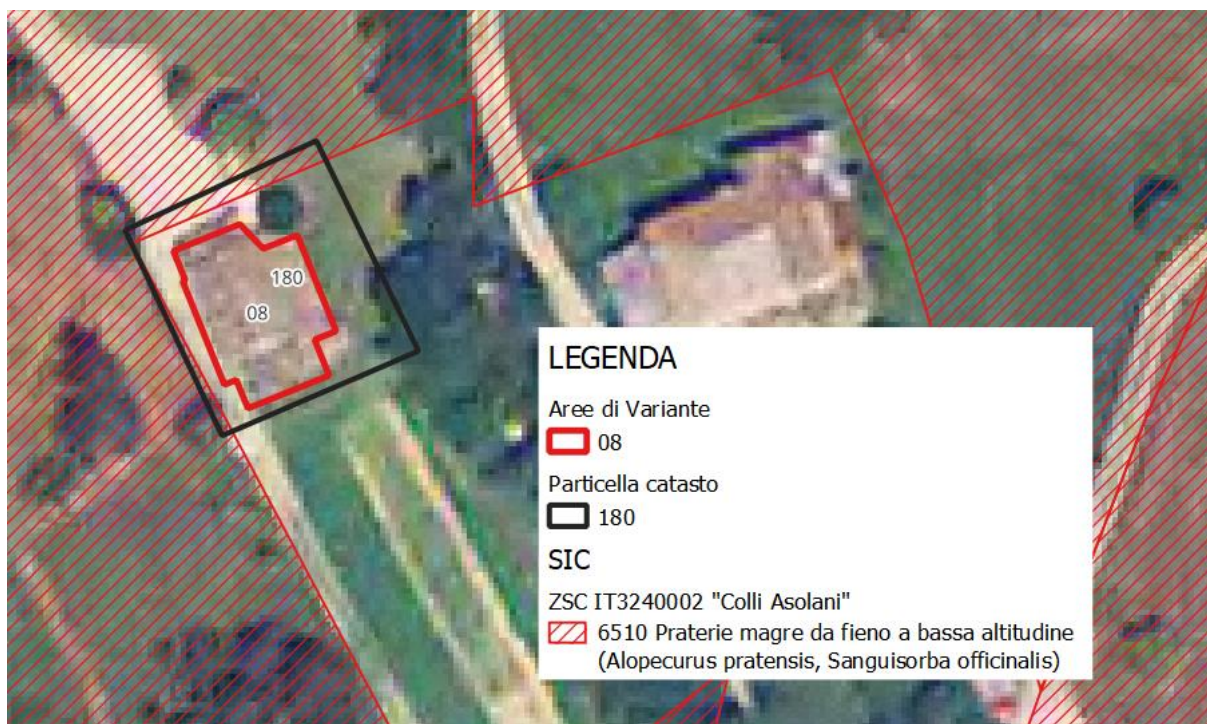 180
08
LEGENDA
Aree di Variante
08
Particella catasto
180
SIC
ZSC IT3240002 "Colli Asolani"
6510 Praterie magre da fieno a bassa altitudine
(Alopecurus pratensis, Sanguisorba officinalis)